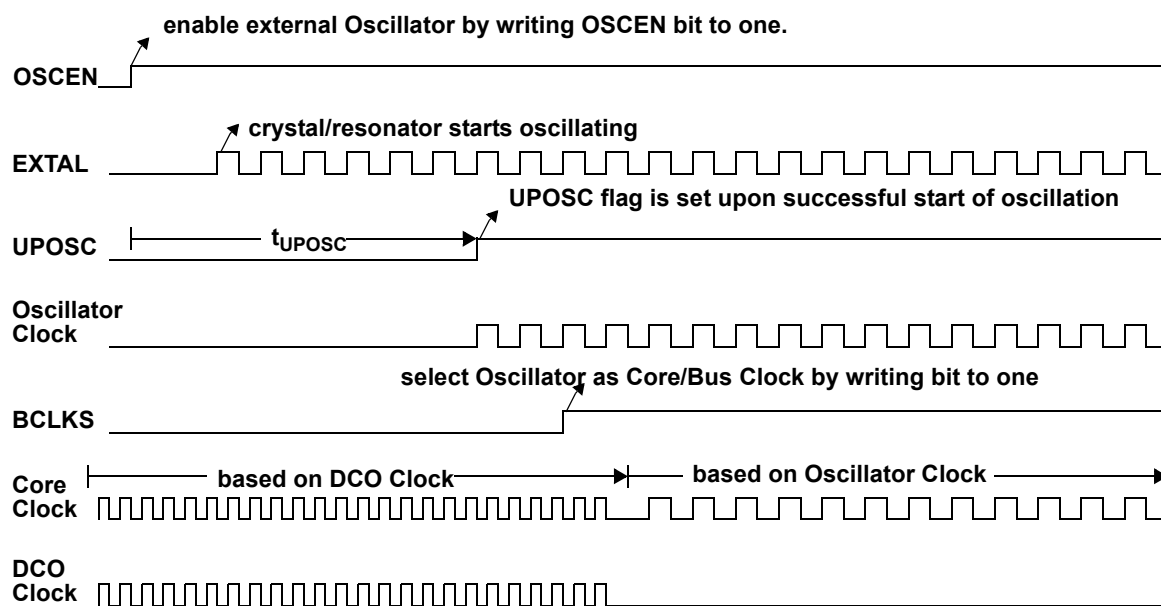 enable external Oscillator by writing OSCEN bit to one.
OSCEN
crystal/resonator starts oscillating
EXTAL
UPOSC flag is set upon successful start of oscillation
UPOSC
tUPOSC
Oscillator
Clock
select Oscillator as Core/Bus Clock by writing bit to one
BCLKS
Core
Clock
based on DCO Clock
based on Oscillator Clock
DCO
Clock